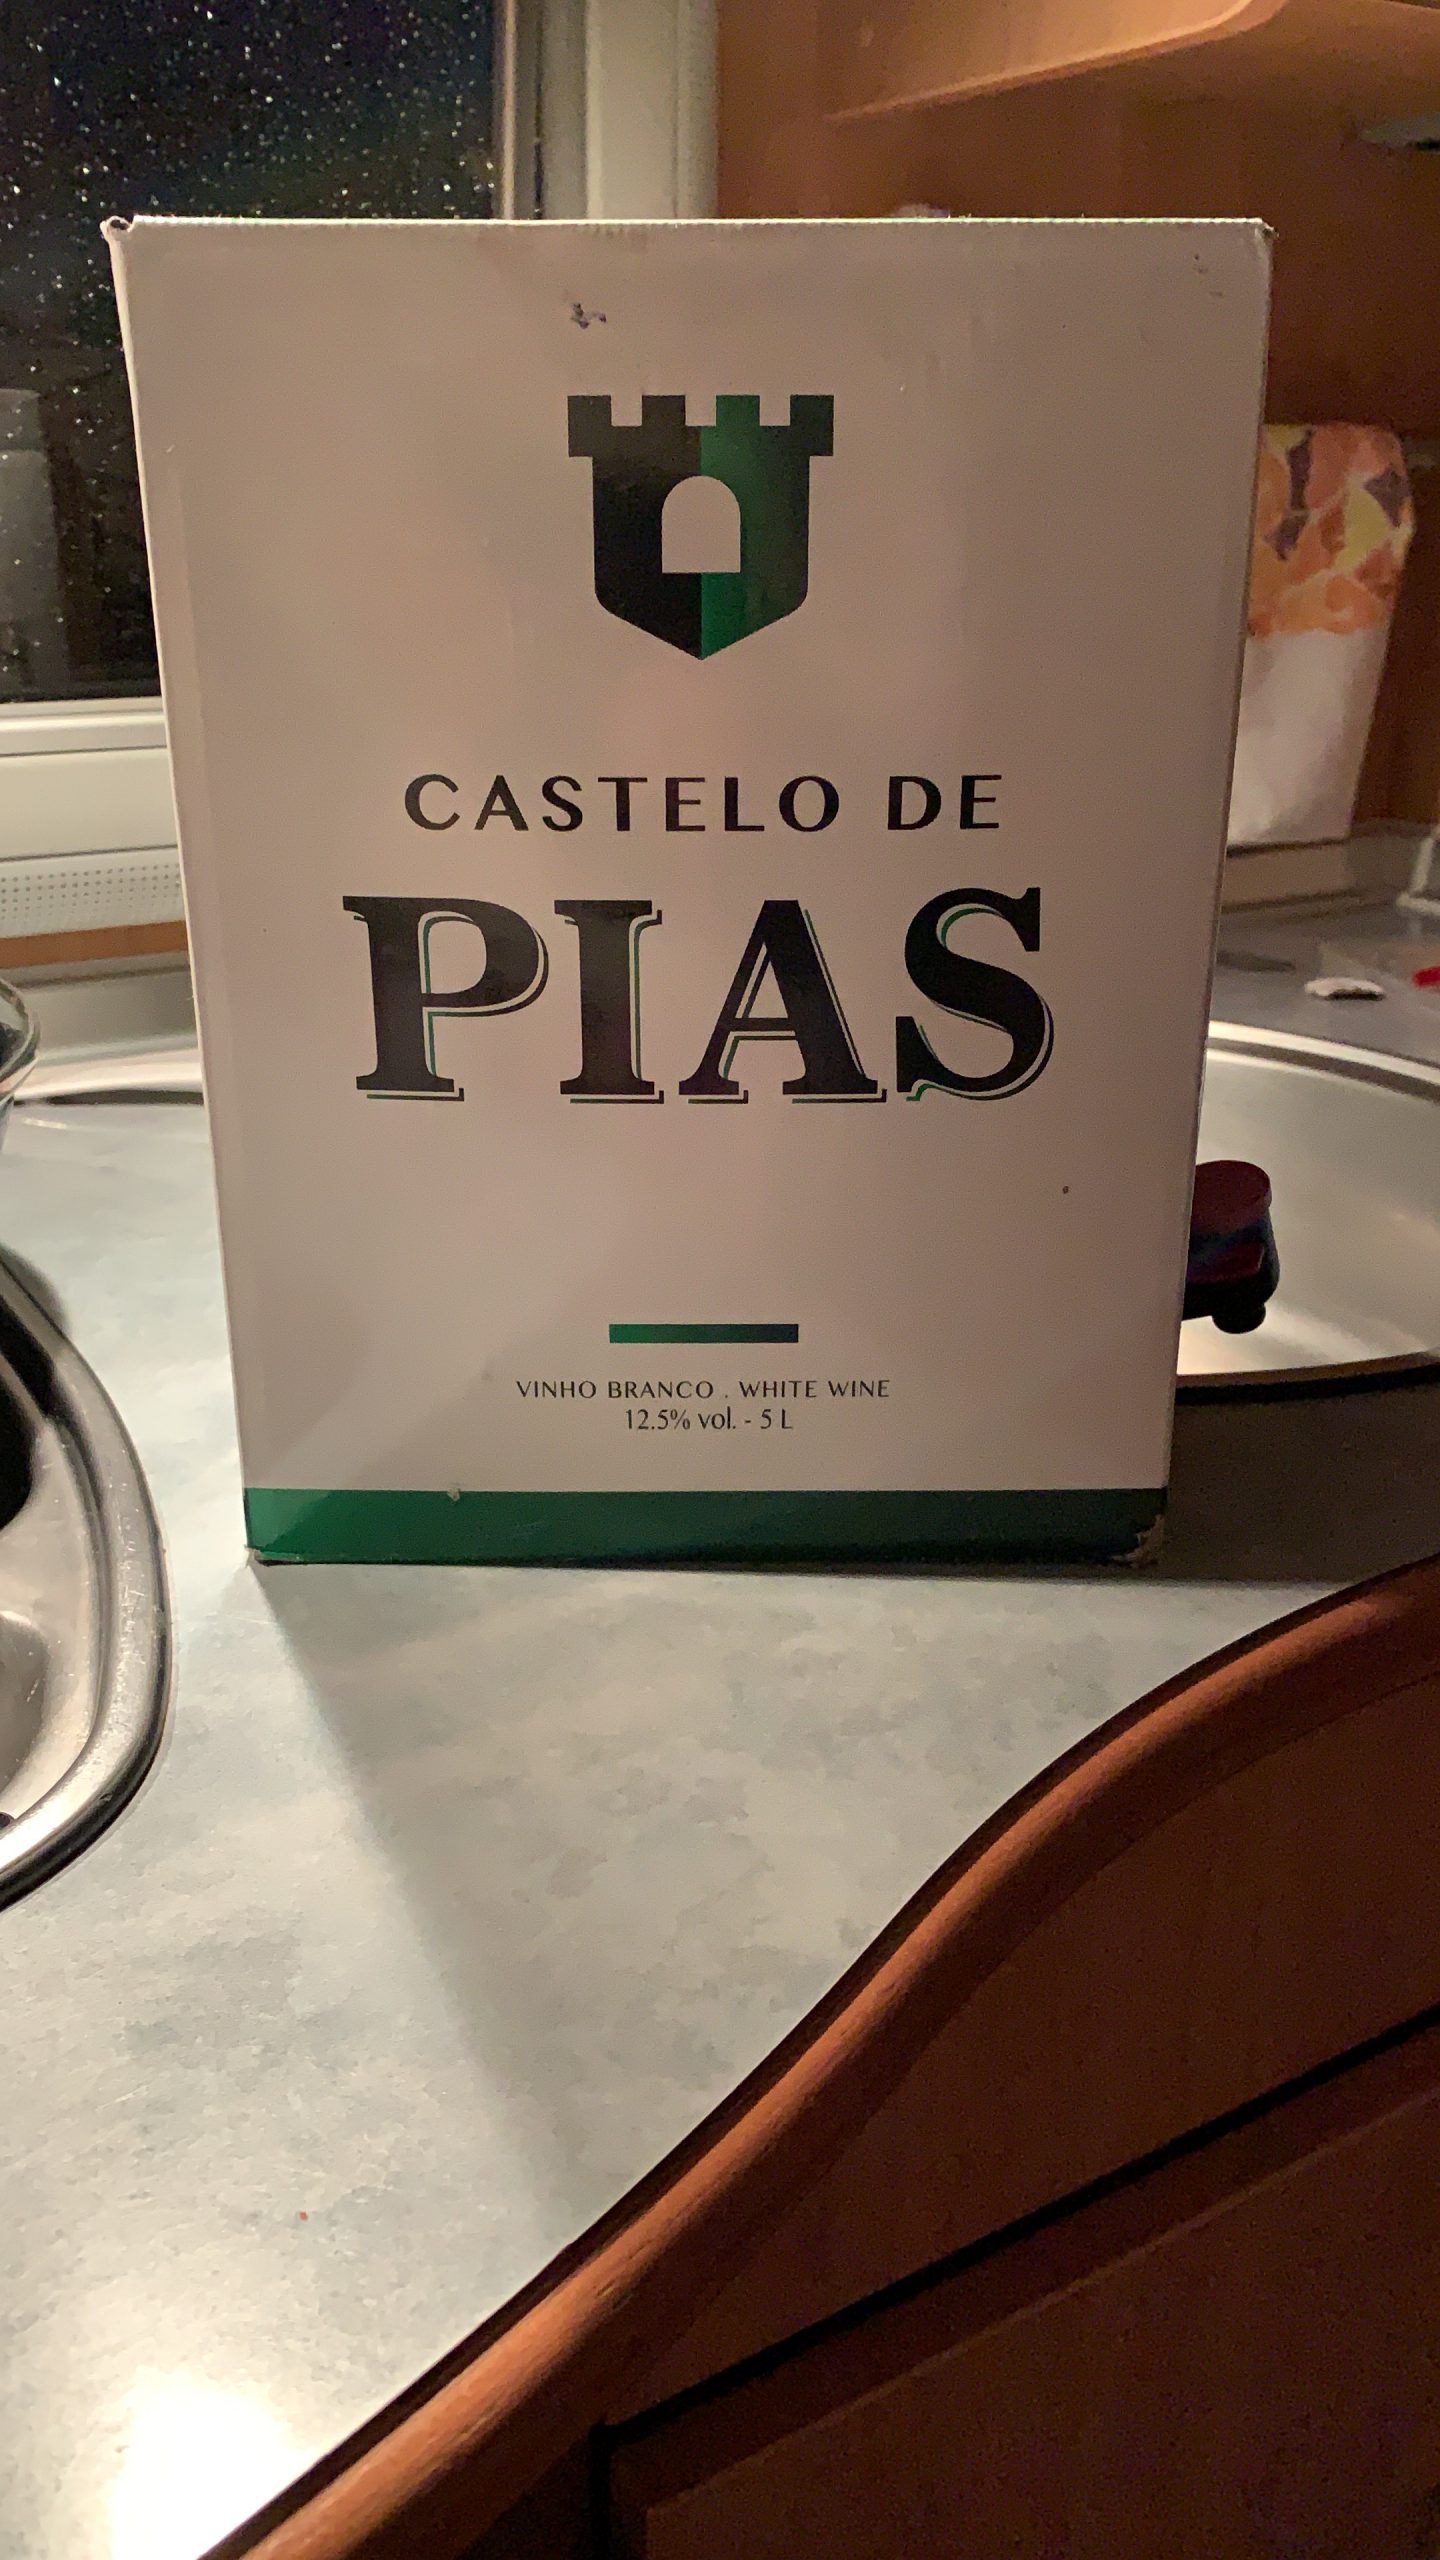 CASTELO DE
PIAS
VINHO BRANCO . WHITE WINE
12.5% vol. - 5 L